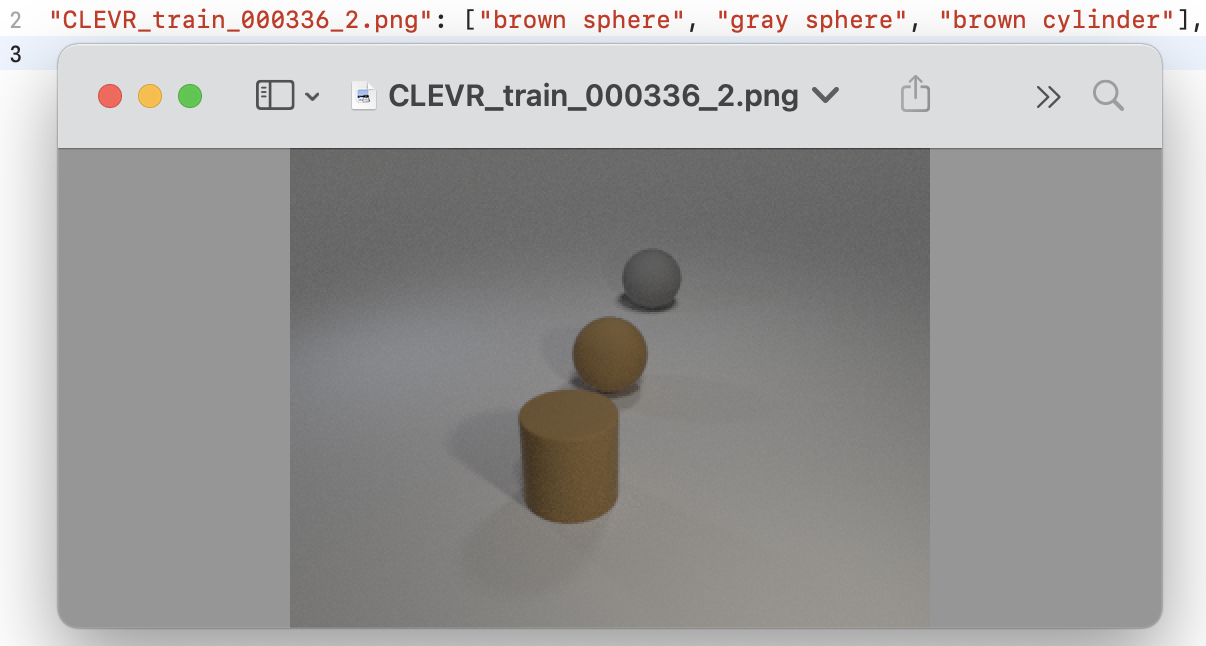 2 "CLEVR_train_000336_2.png": ["brown sphere", "gray sphere", "brown cylinder"],
3
CLEVR_train_000336_2.png